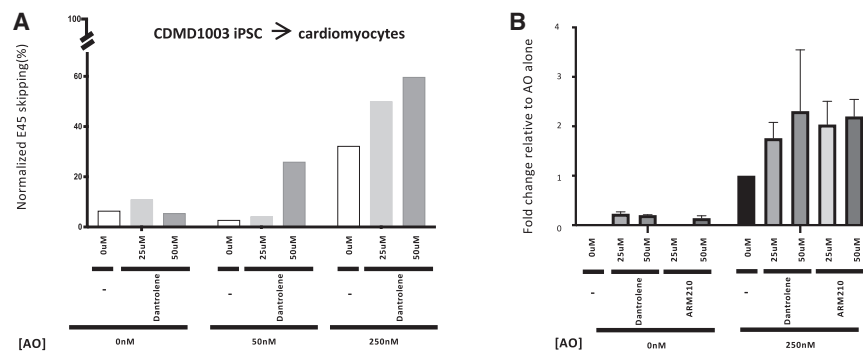 A
CDMD1003 iPSC → cardiomyocytes
Normalized E45 skipping(%)
100
60
40
20
0
0uM
25uM
50uM
0uM
25uM
50uM
0uM
25uM
50uM
-
Dantrolene
-
Dantrolene
-
Dantrolene
[AO]
0nM
50nM
250nM
B
Fold change relative to AO alone
4
3
2
1
0
0uM
25uM
50uM
25uM
50uM
0uM
25uM
50uM
25uM
50uM
-
Dantrolene
ARM210
-
Dantrolene
ARM210
[AO]
0nM
250nM